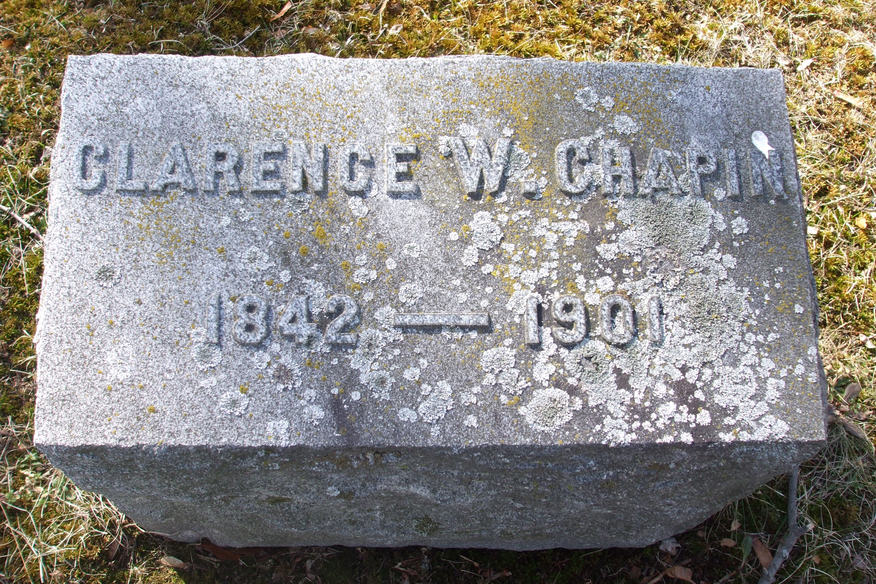 CLARENCE W. CHAPIN
1842 — 1901